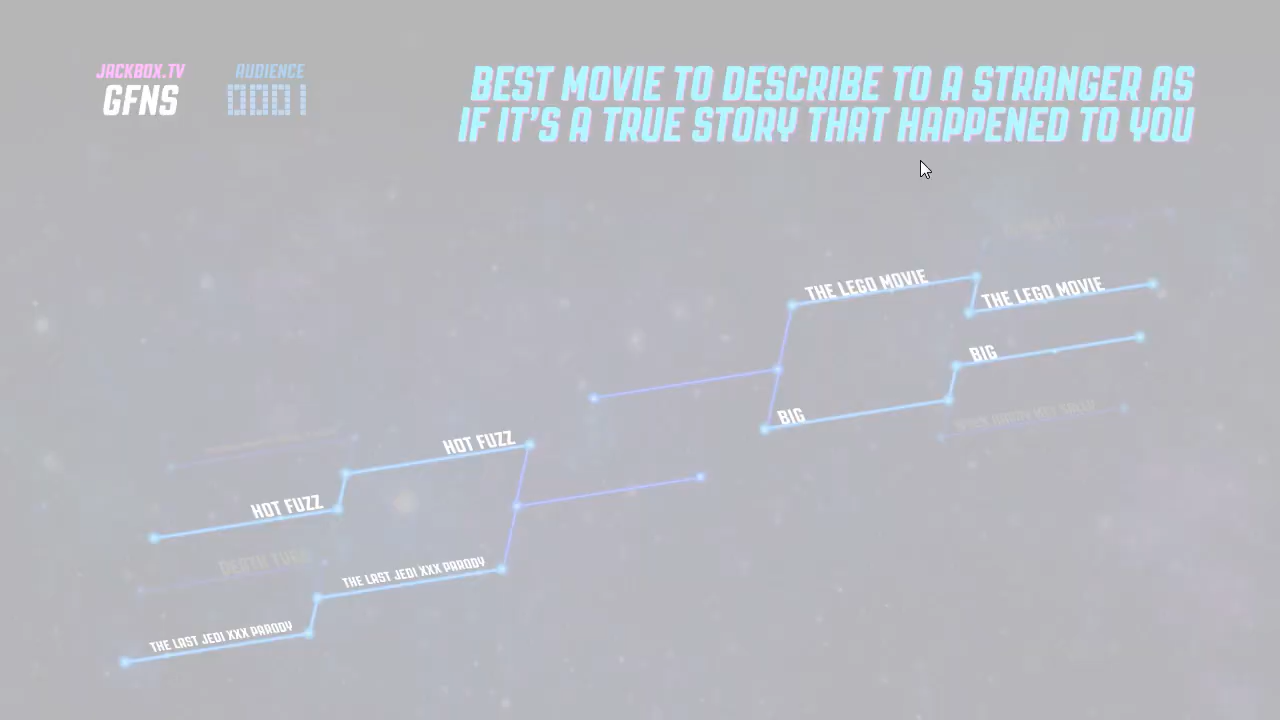 JACKBOX.TV
GFNS
AUDIENCE
0001
BEST MOVIE TO DESCRIBE TO A STRANGER AS
IF IT'S A TRUE STORY THAT HAPPENED TO YOU
THE LEGO MOVIE
THE LEGO MOVIE
BIG
BIG
HOT FUZZ
HOT FUZZ
DEATH TURK
THE LAST JEDI XXX PARODY
THE LAST JEDI XXX PARODY